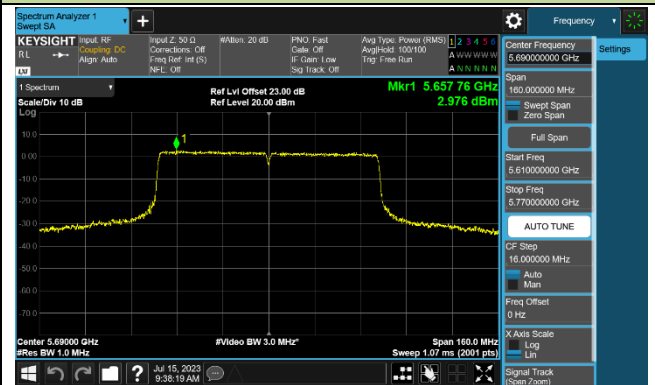 Spectrum Analyzer 1
Swept SA
+
Frequency
KEYSIGHT
RL
LXI
Input: RF
Coupling: DC
Align: Auto
Input Z: 50 Ω
Corrections: Off
Freq Ref: Int (S)
NFE: Off
#Atten: 20 dB
PNO: Fast
Gate: Off
IF Gain: Low
Sig Track: Off
Avg Type: Power (RMS)
Avg|Hold: 100/100
Trig: Free Run
1 2 3 4 5 6
A W W W W W
A N N N N N
1 Spectrum
Scale/Div 10 dB
Log
Ref Lvl Offset 23.00 dB
Ref Level 20.00 dBm
Mkr1 5.657 76 GHz
2.976 dBm
1
10.0
0.00
-10.0
-20.0
-30.0
-40.0
-50.0
-60.0
-70.0
Center 5.69000 GHz
#Res BW 1.0 MHz
#Video BW 3.0 MHz*
Span 160.0 MHz
Sweep 1.07 ms (2001 pts)
Center Frequency
5.690000000 GHz
Settings
Span
160.000000 MHz
Swept Span
Zero Span
Full Span
Start Freq
5.610000000 GHz
Stop Freq
5.770000000 GHz
AUTO TUNE
CF Step
16.000000 MHz
Auto
Man
Freq Offset
0 Hz
X Axis Scale
Log
Lin
Signal Track
(Span Zoom)
?
Jul 15, 2023
9:38:19 AM